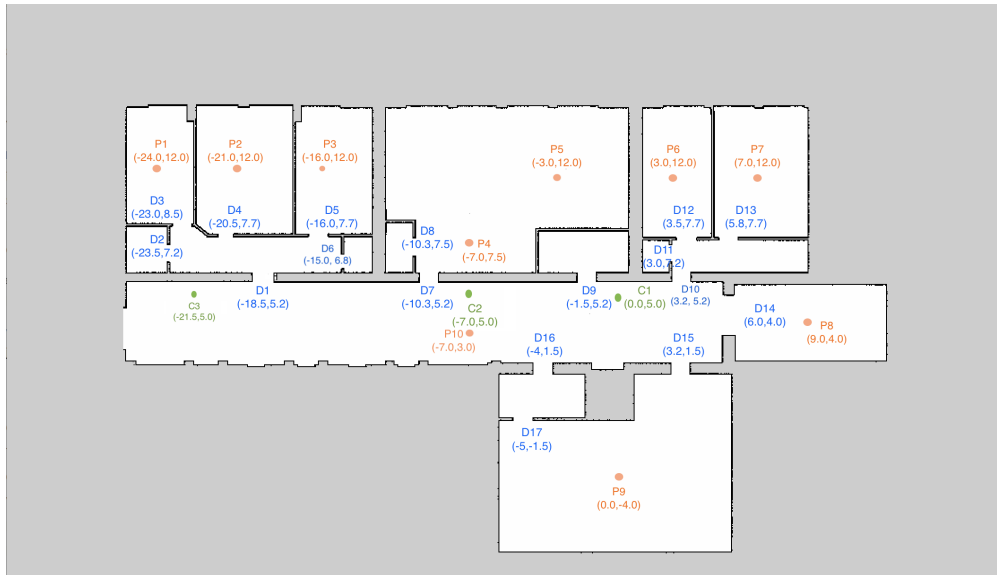 P1
(-24.0,12.0)
P2
(-21.0,12.0)
P3
(-16.0,12.0)
P5
(-3.0,12.0)
P6
(3.0,12.0)
P7
(7.0,12.0)
D3
(-23.0,8.5)
D4
(-20.5,7.7)
D5
(-16.0,7.7)
D12
(3.5,7.7)
D13
(5.8,7.7)
D2
(-23.5,7.2)
D6
(-15.0, 6.8)
D8
(-10.3,7.5)
P4
(-7.0,7.5)
D11
(3.0,7.2)
D1
(-18.5,5.2)
D7
(-10.3,5.2)
D9
(-1.5,5.2)
C1
(0.0,5.0)
D10
(3.2, 5.2)
C3
(-21.5,5.0)
C2
(-7.0,5.0)
D14
(6.0,4.0)
P8
(9.0,4.0)
P10
(-7.0,3.0)
D16
(-4,1.5)
D15
(3.2,1.5)
D17
(-5,-1.5)
P9
(0.0,-4.0)